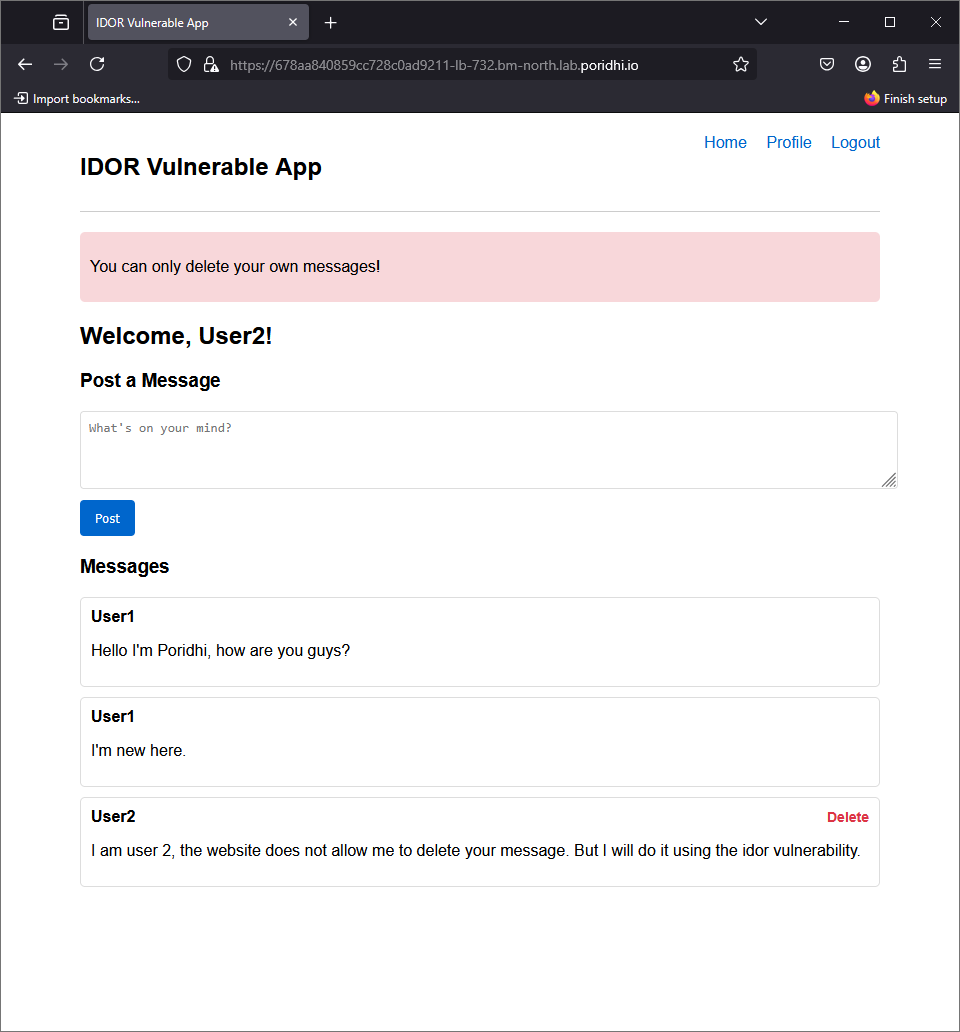 IDOR Vulnerable App
https://678aa840859cc728c0ad9211-lb-732.bm-north.lab.poridhi.io
Import bookmarks...
Finish setup
Home Profile Logout
IDOR Vulnerable App
You can only delete your own messages!
Welcome, User2!
Post a Message
What's on your mind?
Post
Messages
User1
Hello I'm Poridhi, how are you guys?
User1
I'm new here.
User2 Delete
I am user 2, the website does not allow me to delete your message. But I will do it using the idor vulnerability.